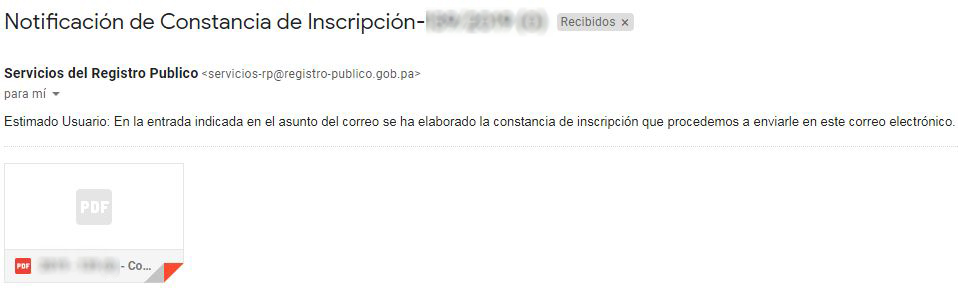 Notificación de Constancia de Inscripción-
Recibidos ×
Servicios del Registro Publico <servicios-rp@registro-publico.gob.pa>
para mí
Estimado Usuario: En la entrada indicada en el asunto del correo se ha elaborado la constancia de inscripción que procedemos a enviarle en este correo electrónico.
PDF
PDF - Co...